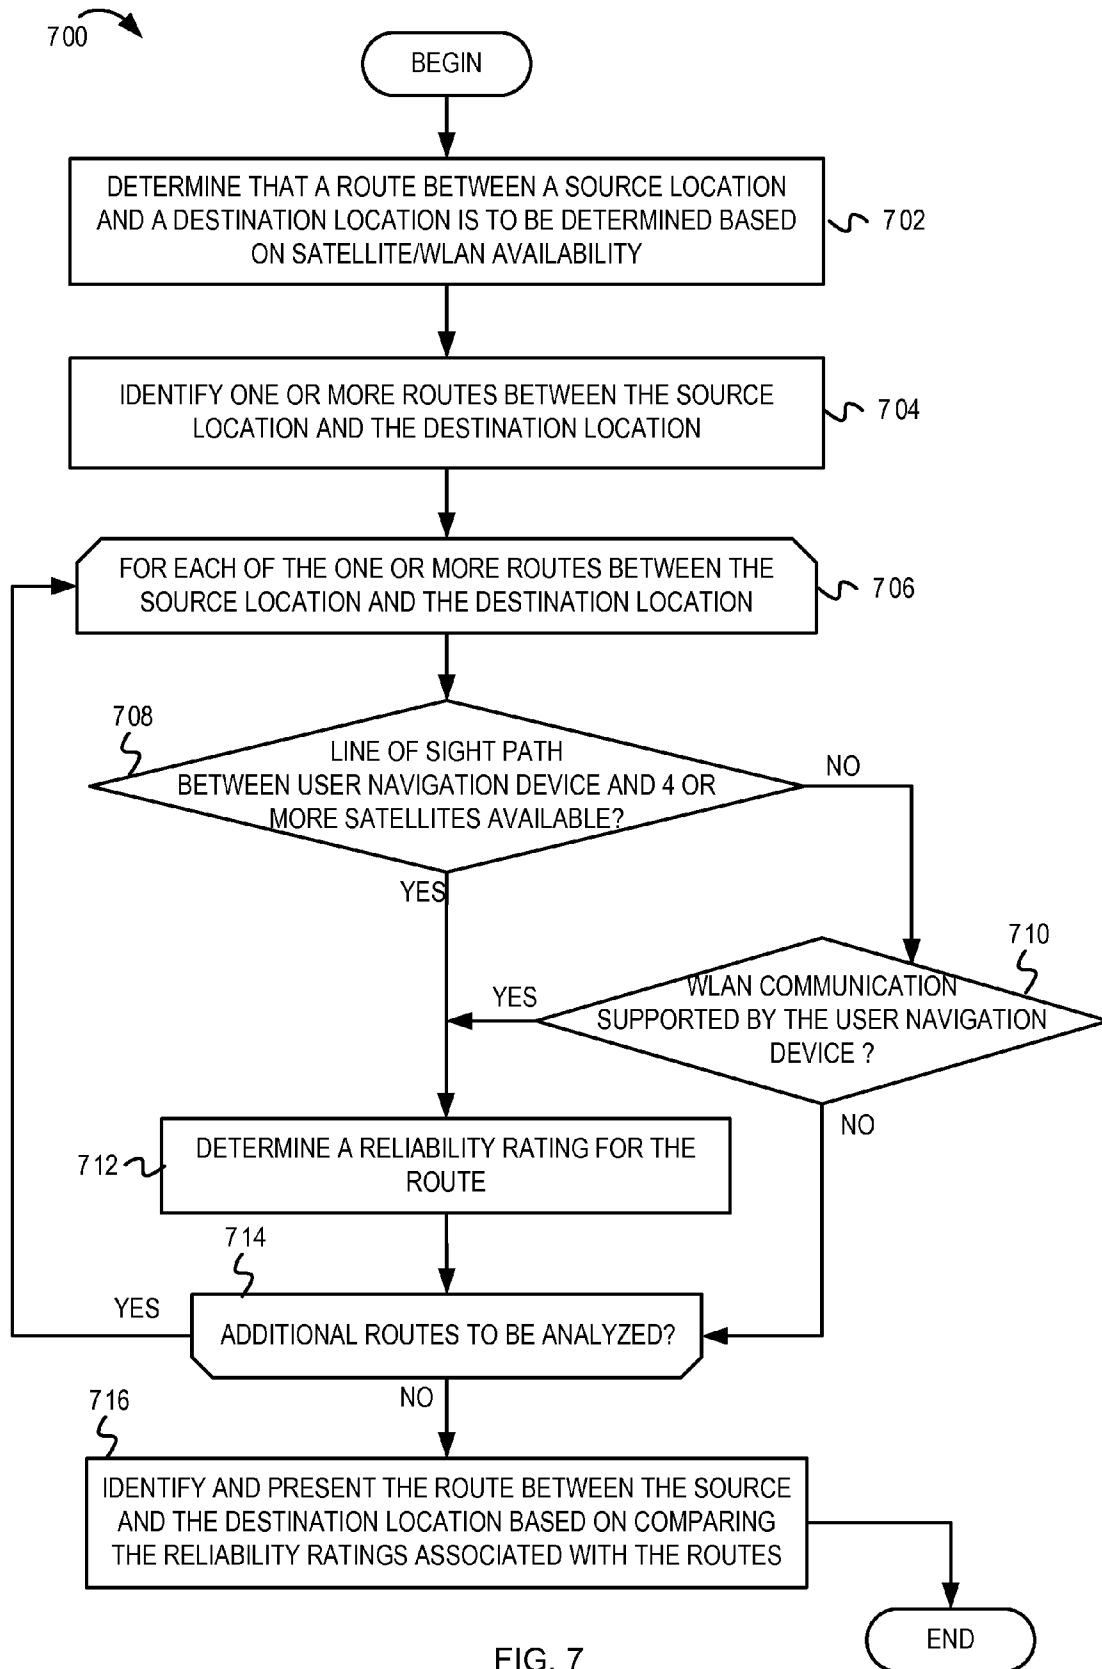 700
BEGIN
DETERMINE THAT A ROUTE BETWEEN A SOURCE LOCATION
AND A DESTINATION LOCATION IS TO BE DETERMINED BASED
ON SATELLITE/WLAN AVAILABILITY
702
IDENTIFY ONE OR MORE ROUTES BETWEEN THE SOURCE
LOCATION AND THE DESTINATION LOCATION
704
FOR EACH OF THE ONE OR MORE ROUTES BETWEEN THE
SOURCE LOCATION AND THE DESTINATION LOCATION
706
708
LINE OF SIGHT PATH
BETWEEN USER NAVIGATION DEVICE AND 4 OR
MORE SATELLITES AVAILABLE?
NO
YES
710
WLAN COMMUNICATION
SUPPORTED BY THE USER NAVIGATION
DEVICE ?
YES
NO
712
DETERMINE A RELIABILITY RATING FOR THE
ROUTE
714
YES
ADDITIONAL ROUTES TO BE ANALYZED?
NO
716
IDENTIFY AND PRESENT THE ROUTE BETWEEN THE SOURCE
AND THE DESTINATION LOCATION BASED ON COMPARING
THE RELIABILITY RATINGS ASSOCIATED WITH THE ROUTES
END
FIG. 7